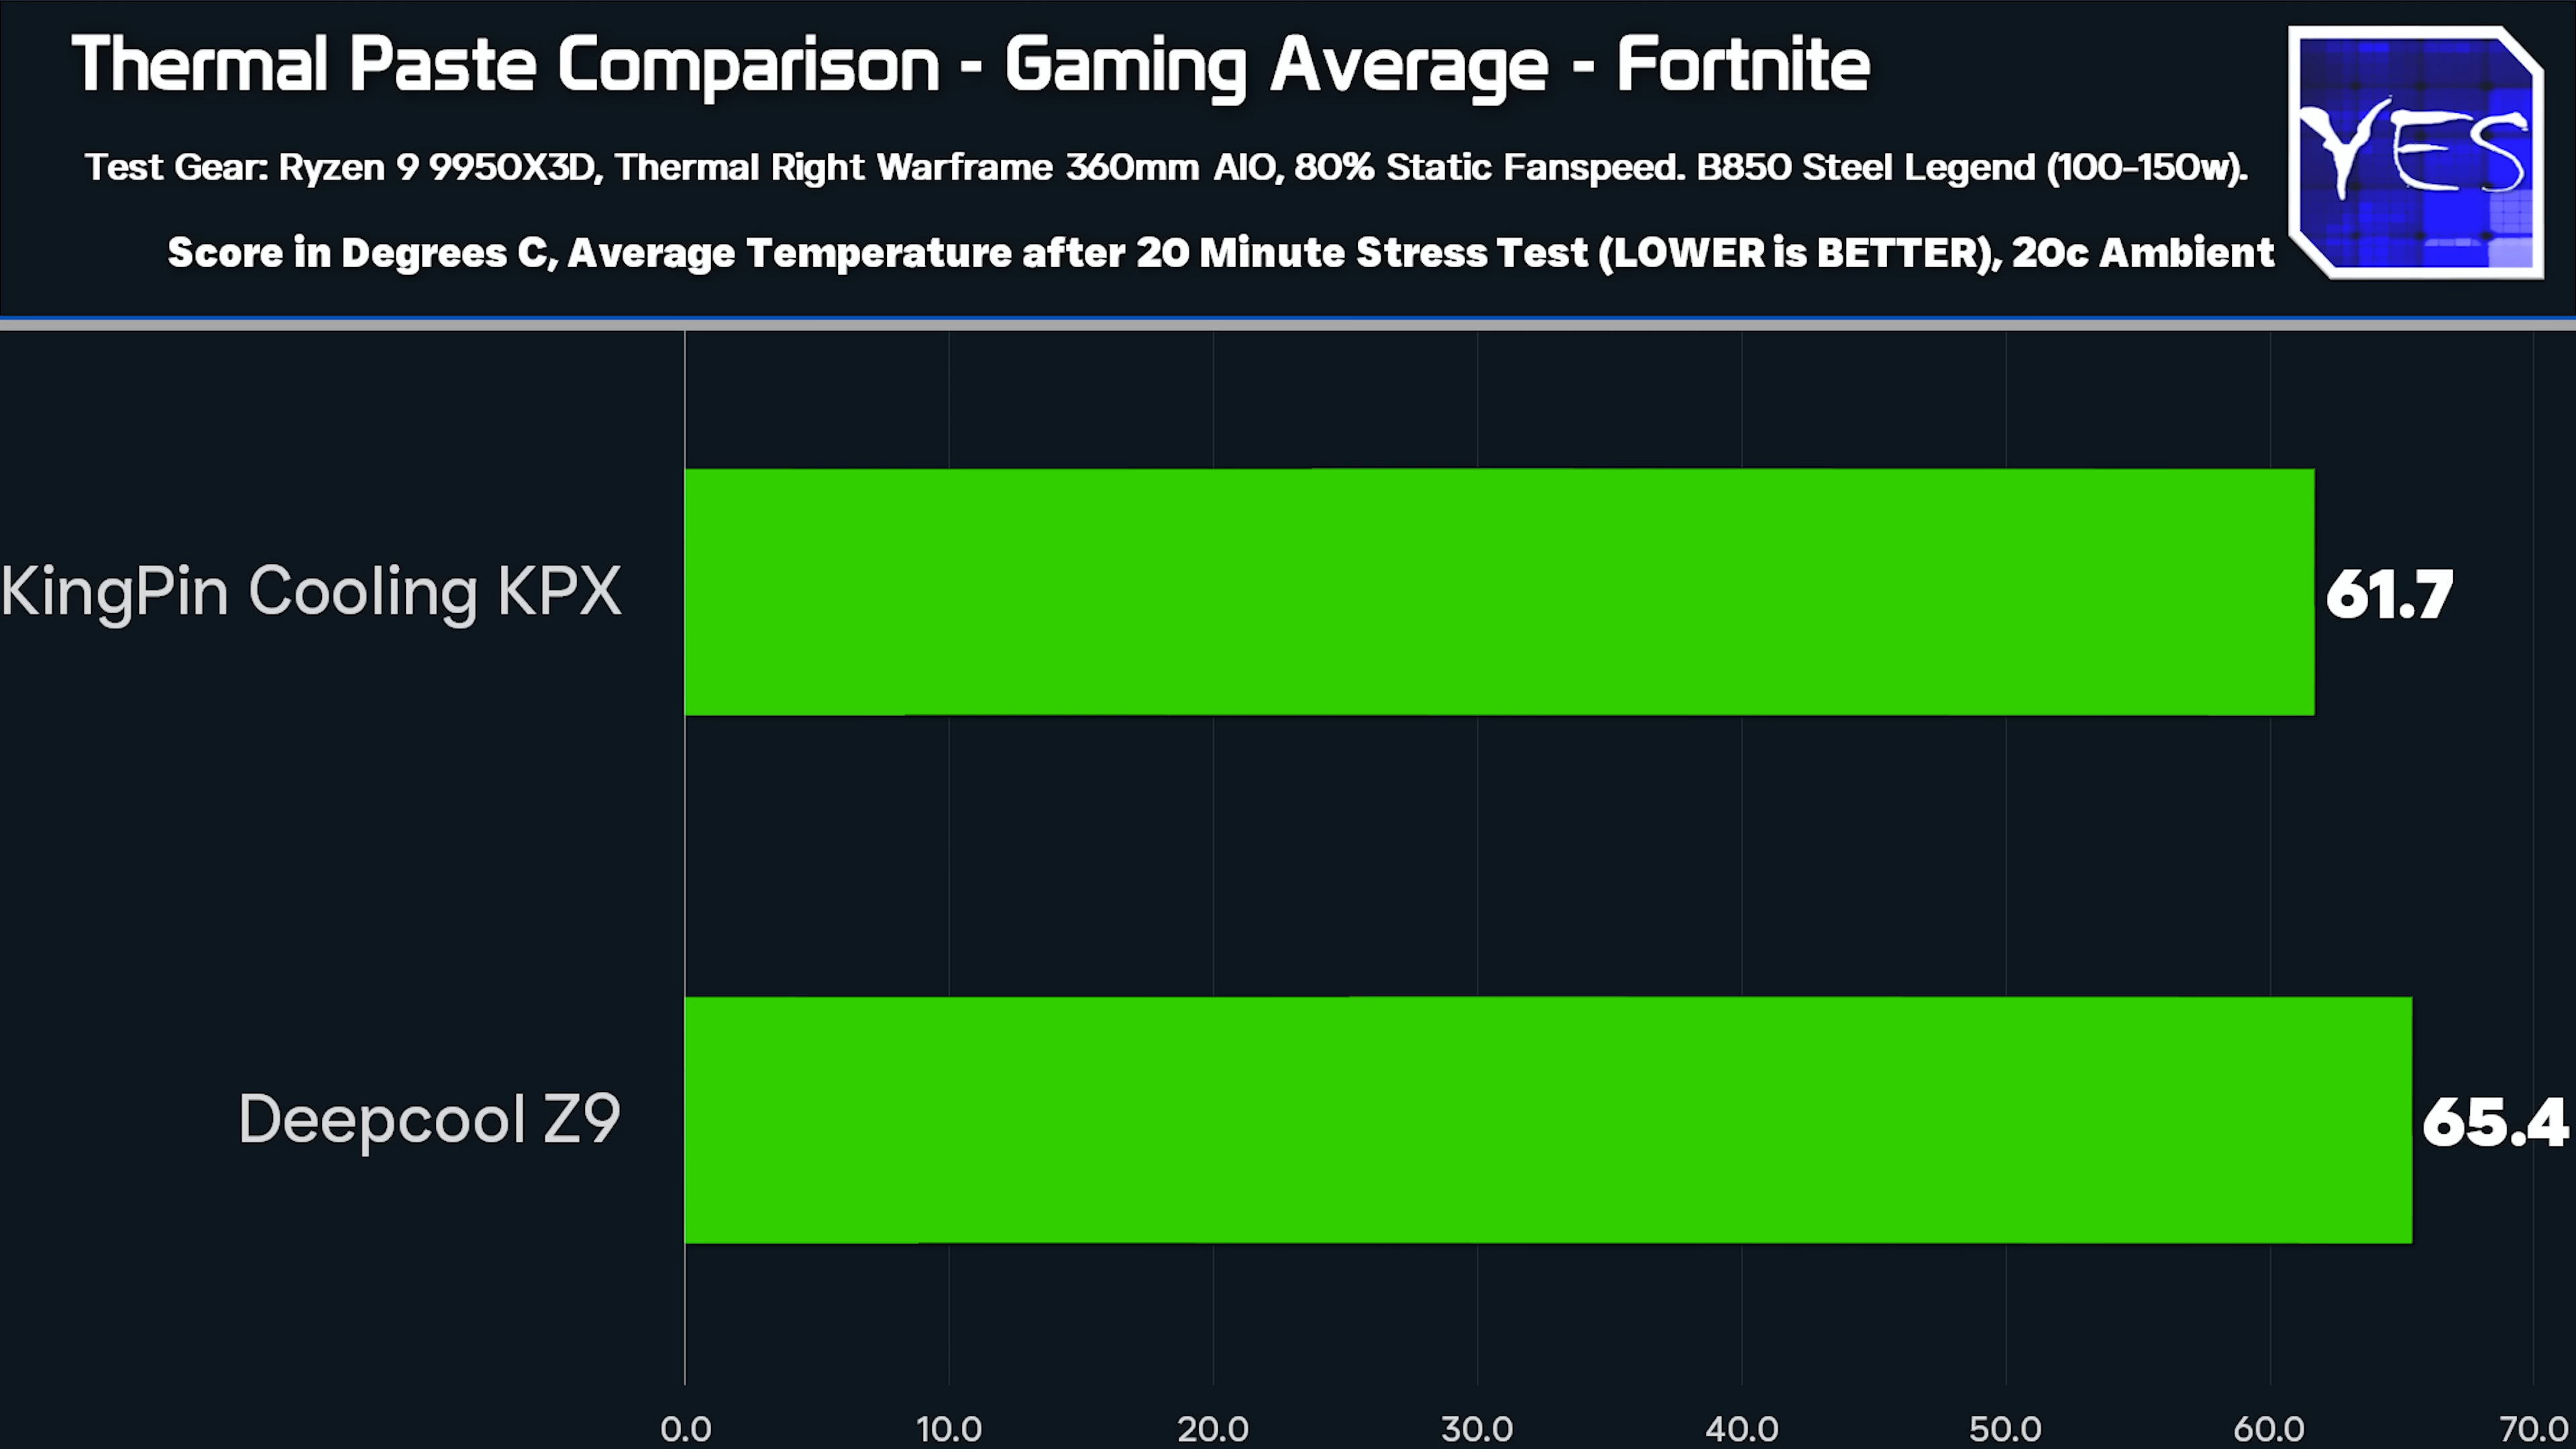 Thermal Paste Comparison - Gaming Average - Fortnite
Test Gear: Ryzen 9 9950X3D, Thermal Right Warframe 360mm AIO, 80% Static Fanspeed. B850 Steel Legend (100-150w).
Score in Degrees C, Average Temperature after 20 Minute Stress Test (LOWER is BETTER), 20c Ambient
YES
KingPin Cooling KPX
61.7
Deepcool Z9
65.4
0.0 10.0 20.0 30.0 40.0 50.0 60.0 70.0